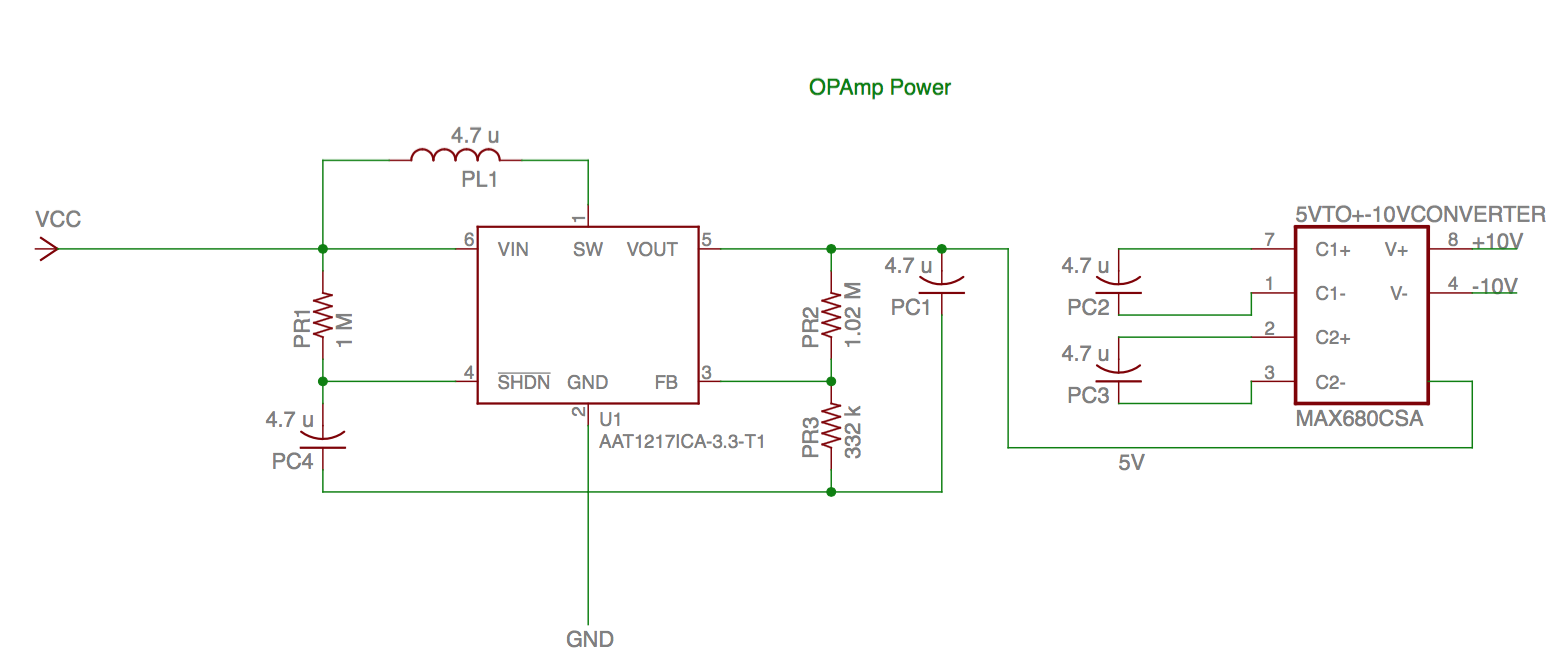 OPAmp Power
4.7 u
PL1
VCC
1
6 VIN SW VOUT 5
PR1 1 M
4 SHDN GND FB 3
2
U1
AAT1217ICA-3.3-T1
4.7 u
PC4
GND
PR2 1.02 M
PR3 332 k
4.7 u
PC1
5V
4.7 u
PC2
4.7 u
PC3
5VTO+-10VCONVERTER
7 C1+ V+ 8 +10V
1 C1- V- 4 -10V
2 C2+
3 C2-
MAX680CSA